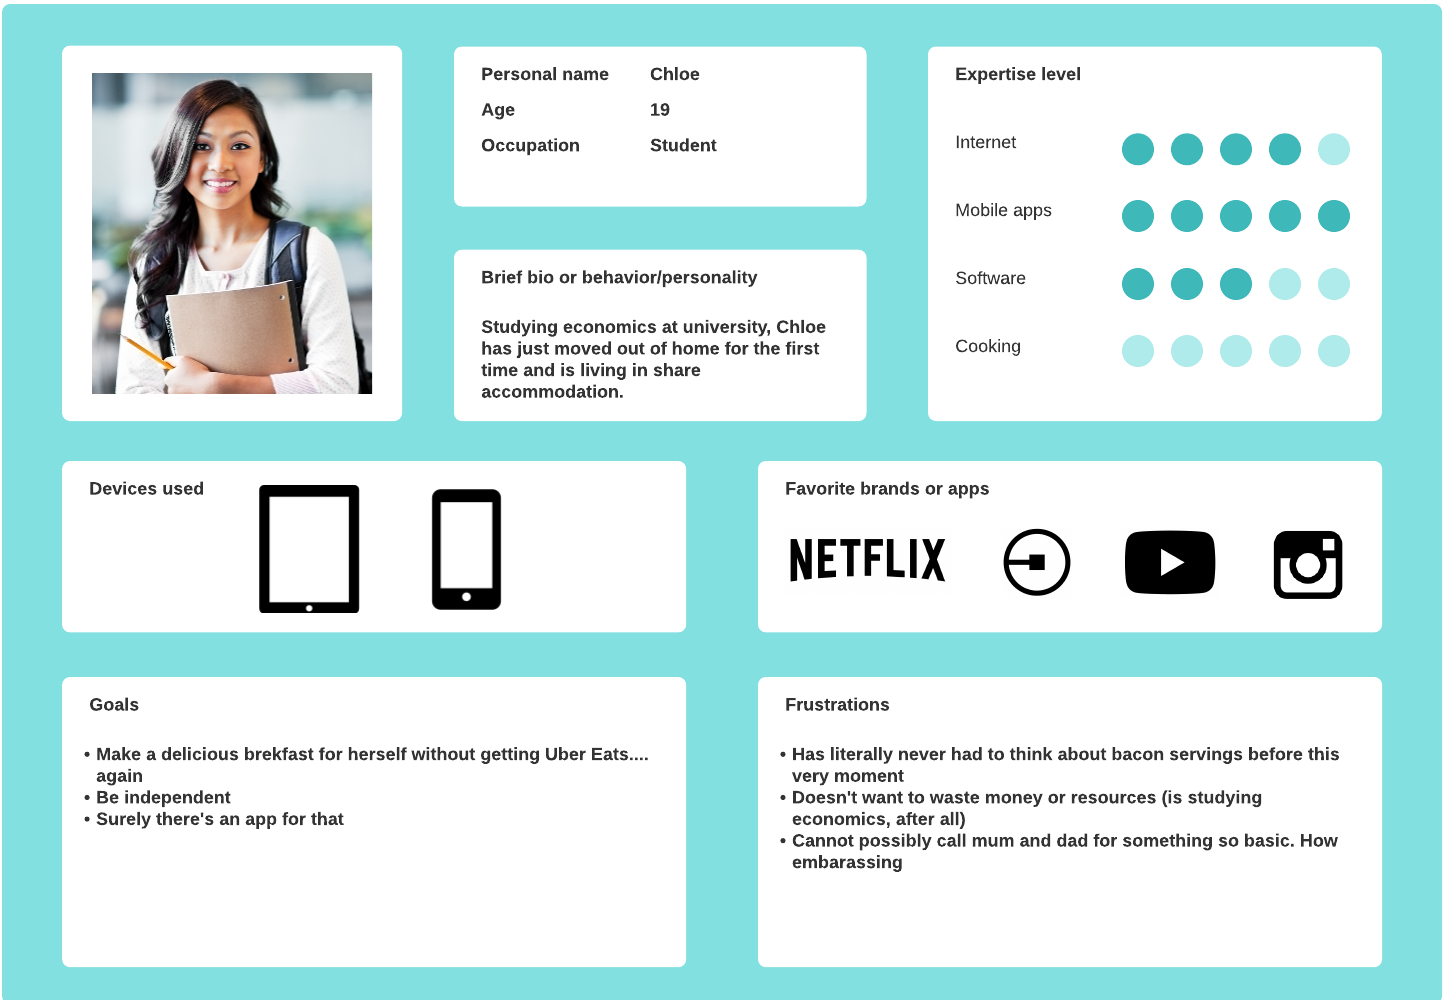 Personal name Chloe
Age 19
Occupation Student
Brief bio or behavior/personality
Studying economics at university, Chloe
has just moved out of home for the first
time and is living in share
accommodation.
Expertise level
Internet
Mobile apps
Software
Cooking
Devices used
Favorite brands or apps
NETFLIX
Goals
• Make a delicious brekfast for herself without getting Uber Eats....
again
• Be independent
• Surely there's an app for that
Frustrations
• Has literally never had to think about bacon servings before this
very moment
• Doesn't want to waste money or resources (is studying
economics, after all)
• Cannot possibly call mum and dad for something so basic. How
embarassing